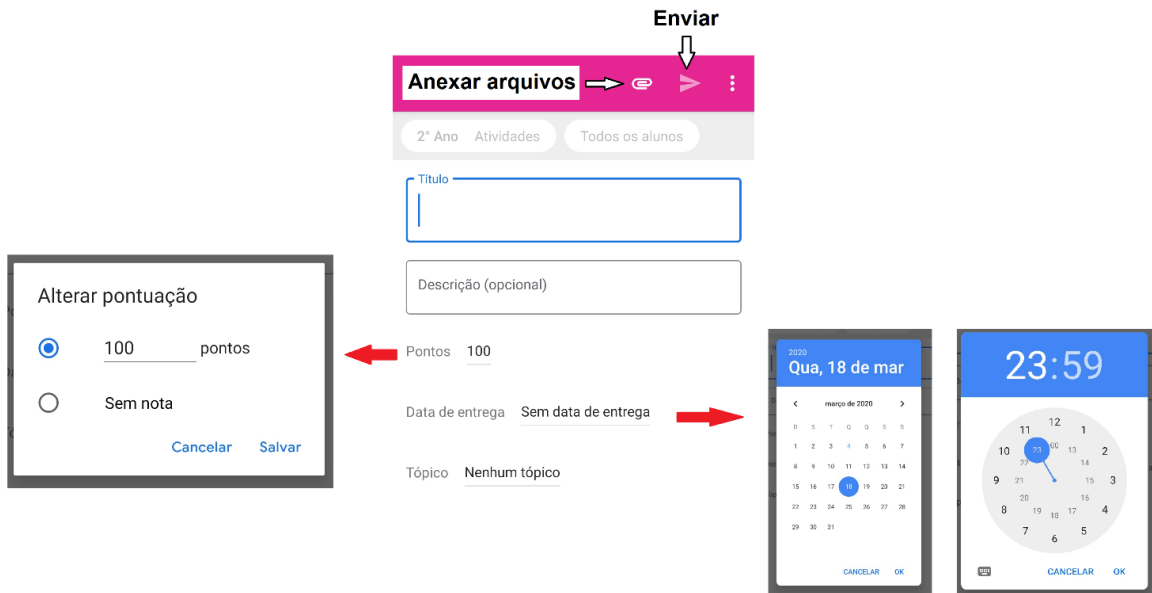 Enviar
Anexar arquivos
2° Ano Atividades Todos os alunos
Título
Descrição (opcional)
Alterar pontuação
100 pontos
Sem nota
Cancelar Salvar
Pontos 100
Data de entrega Sem data de entrega
Tópico Nenhum tópico
2020
Qua, 18 de mar
março de 2020
D S T Q Q S S
1 2 3 4 5 6 7
8 9 10 11 12 13 14
15 16 17 18 19 20 21
22 23 24 25 26 27 28
29 30 31
CANCELAR OK
23:59
12
11 1
00
23 13
10 2
22 14
9 21 15 3
20 16
8 4
19 17
18
7 5
6
CANCELAR OK